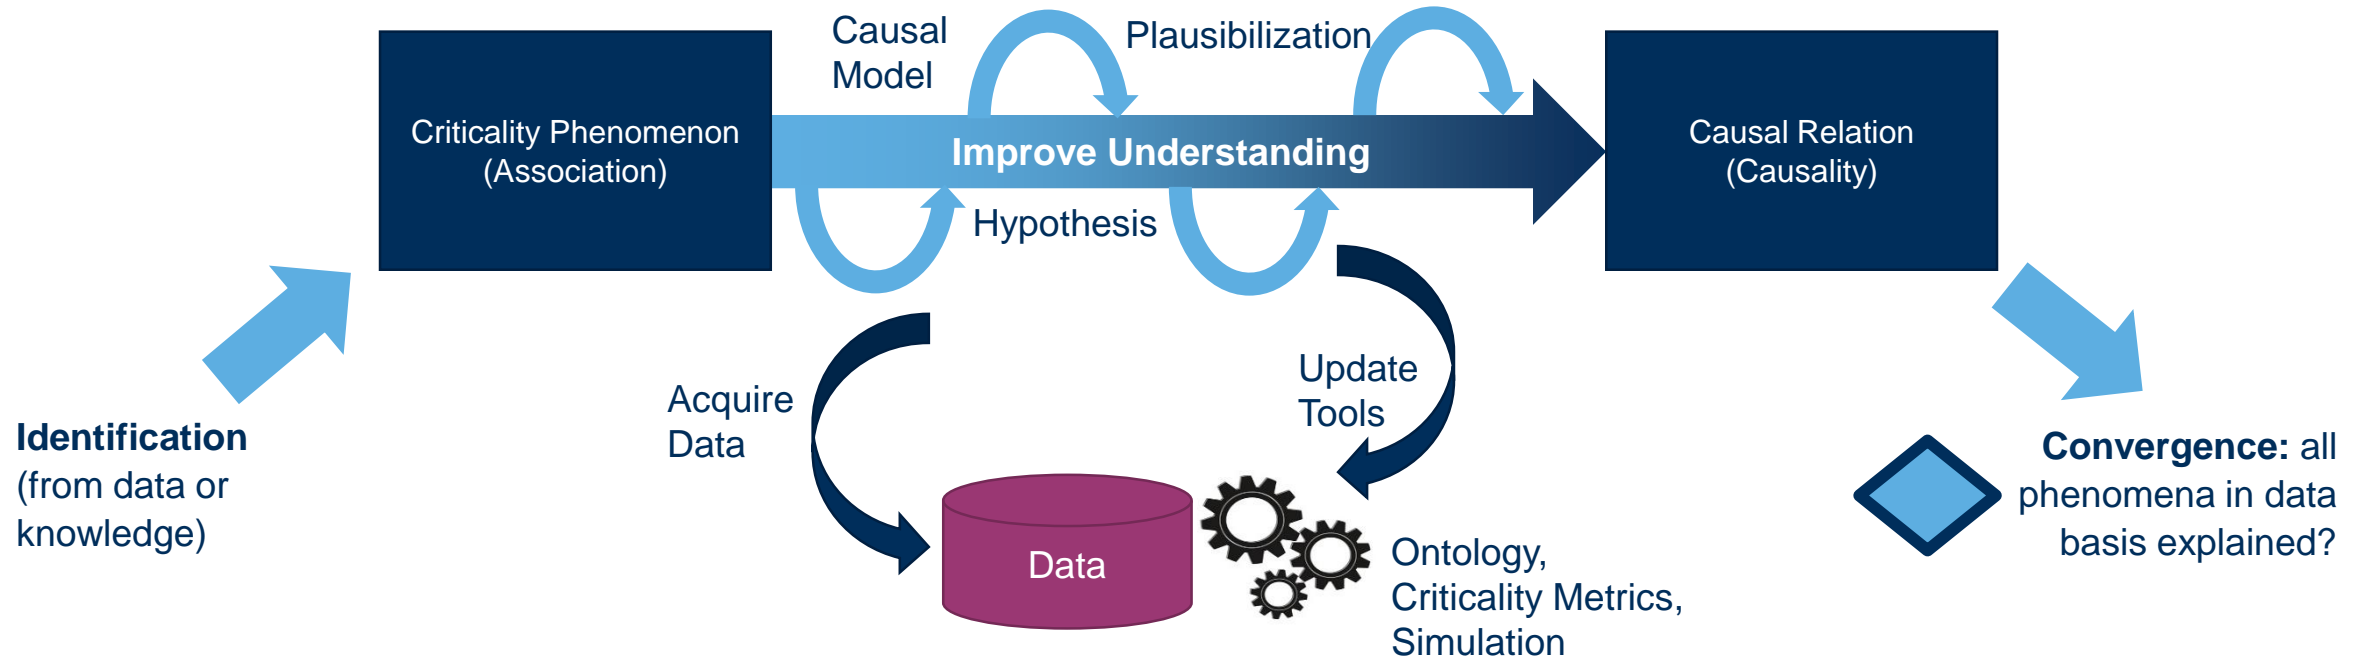 Causal
Model
Plausibilization
Criticality Phenomenon
(Association)
Improve Understanding
Causal Relation
(Causality)
Hypothesis
Acquire
Data
Update
Tools
Identification
(from data or
knowledge)
Data
Ontology,
Criticality Metrics,
Simulation
Convergence: all
phenomena in data
basis explained?